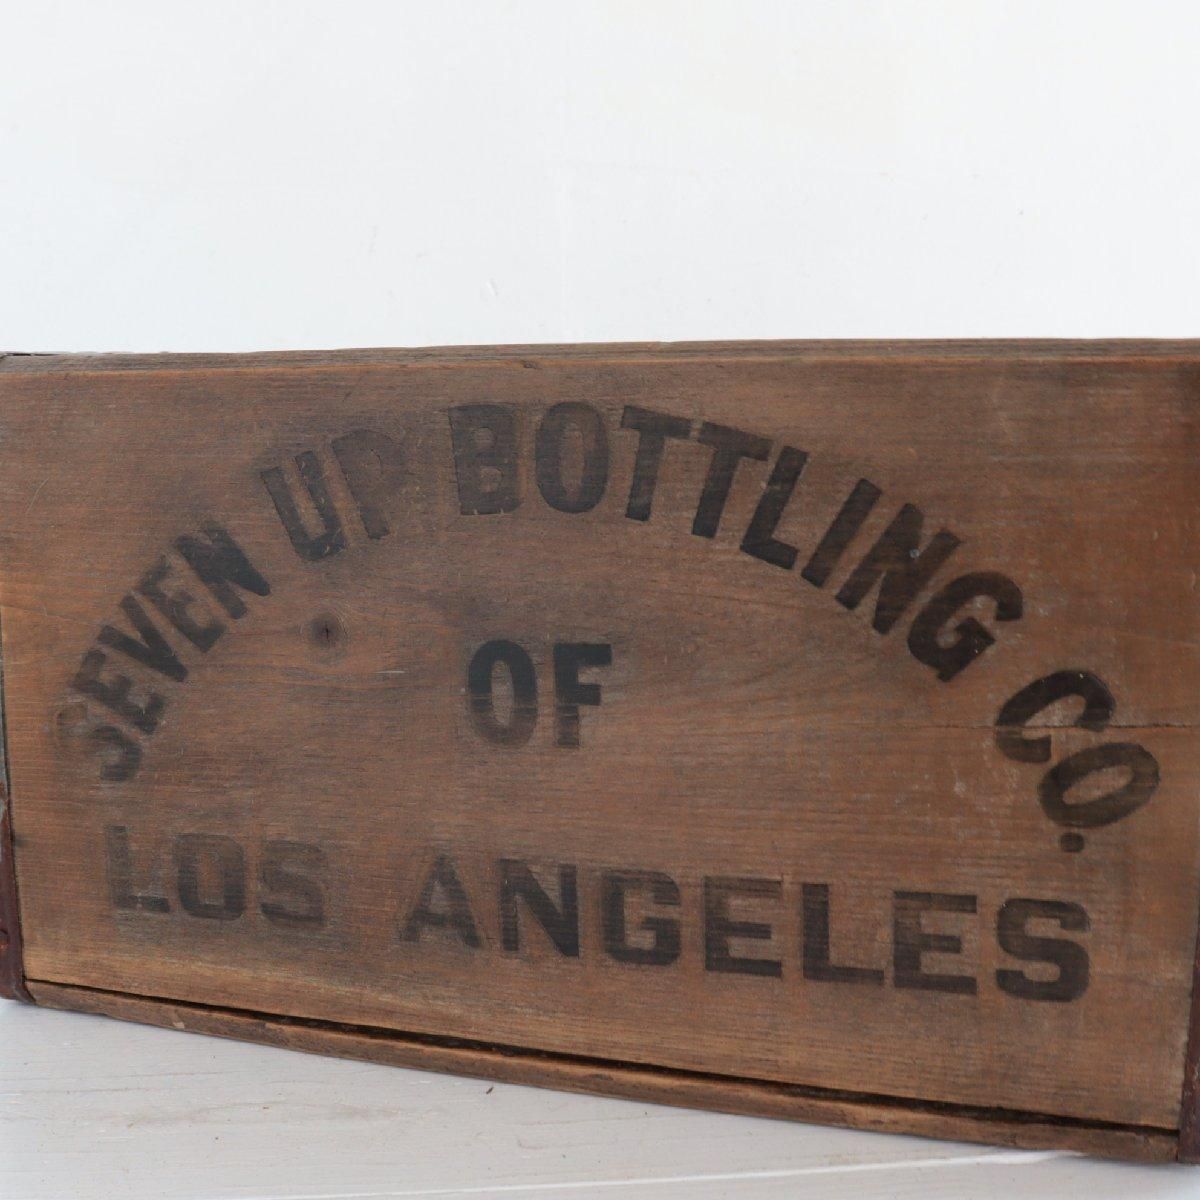 SEVEN UP BOTTLING CO.
OF
LOS ANGELES